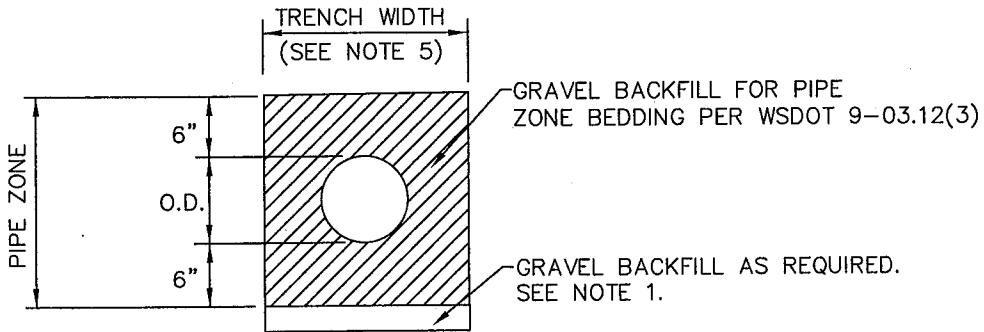 TRENCH WIDTH
(SEE NOTE 5)
GRAVEL BACKFILL FOR PIPE
ZONE BEDDING PER WSDOT 9-03.12(3)
PIPE ZONE
6"
O.D.
6"
GRAVEL BACKFILL AS REQUIRED.
SEE NOTE 1.